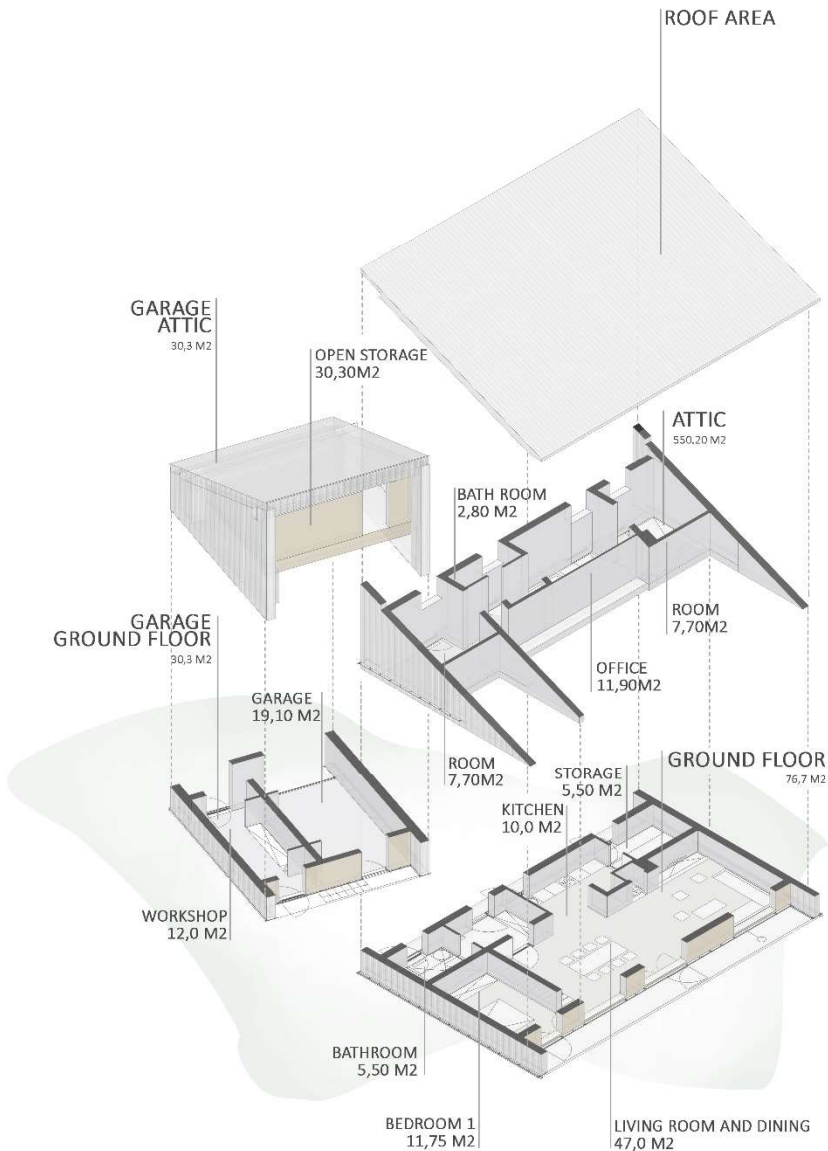 ROOF AREA
GARAGE
ATTIC
30,3 M2
OPEN STORAGE
30,30M2
ATTIC
550.20 M2
BATH ROOM
2,80 M2
GARAGE
GROUND FLOOR
30,3 M2
ROOM
7,70M2
OFFICE
11,90M2
GARAGE
19,10 M2
ROOM
7,70M2
STORAGE
5,50 M2
GROUND FLOOR
76,7 M2
KITCHEN
10,0 M2
WORKSHOP
12,0 M2
BATHROOM
5,50 M2
BEDROOM 1
11,75 M2
LIVING ROOM AND DINING
47,0 M2